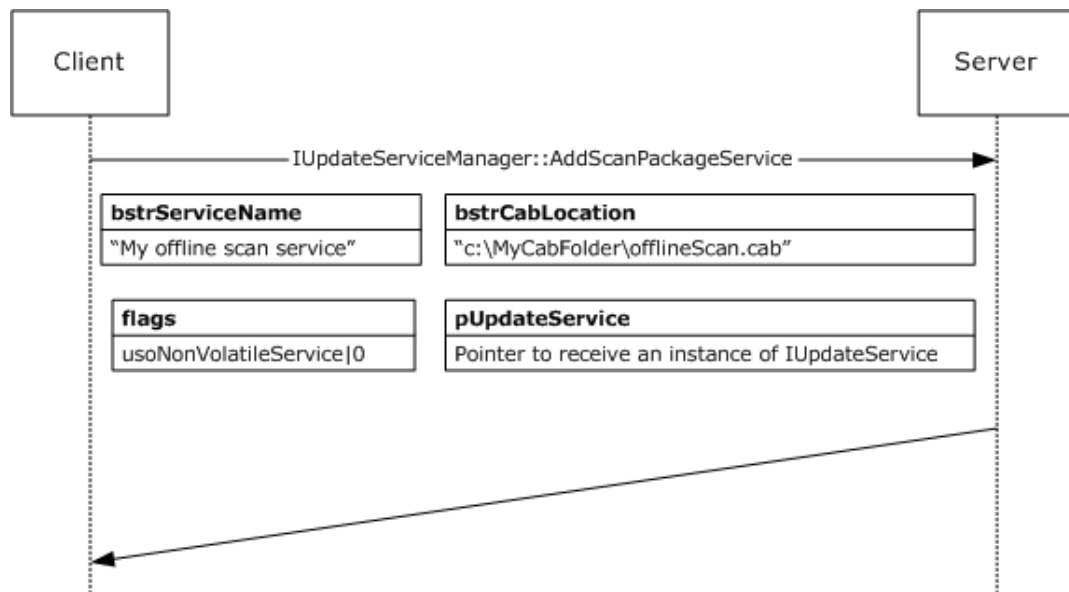 Client
Server
IUpdateServiceManager::AddScanPackageService
bstrServiceName
“My offline scan service”
bstrCabLocation
“c:\MyCabFolder\offlineScan.cab”
flags
usoNonVolatileService|0
pUpdateService
Pointer to receive an instance of IUpdateService